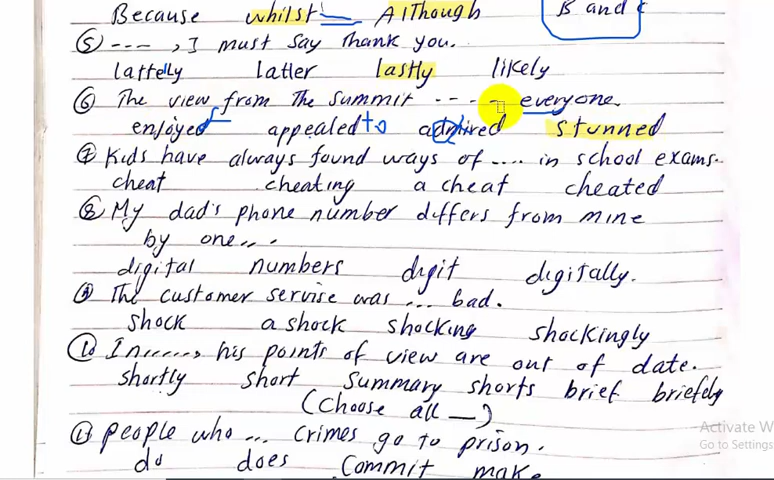 Because whilst Although B and C
⑤ ----, I must say thank you.
lattelly latter lastly likely
⑥ The view from the summit ---- everyone.
enjoyed appealed to admired stunned
⑦ Kids have always found ways of .... in school exams.
cheat cheating a cheat cheated
⑧ My dad's phone number differs from mine
by one....
digital numbers digit digitally.
⑨ The customer service was ... bad.
shock a shock shocking shockingly
⑩ In......, his points of view are out of date.
shortly short summary shorts brief briefely
(Choose all —)
⑪ people who ... crimes go to prison.
do does commit make
Activate W
Go to Settings